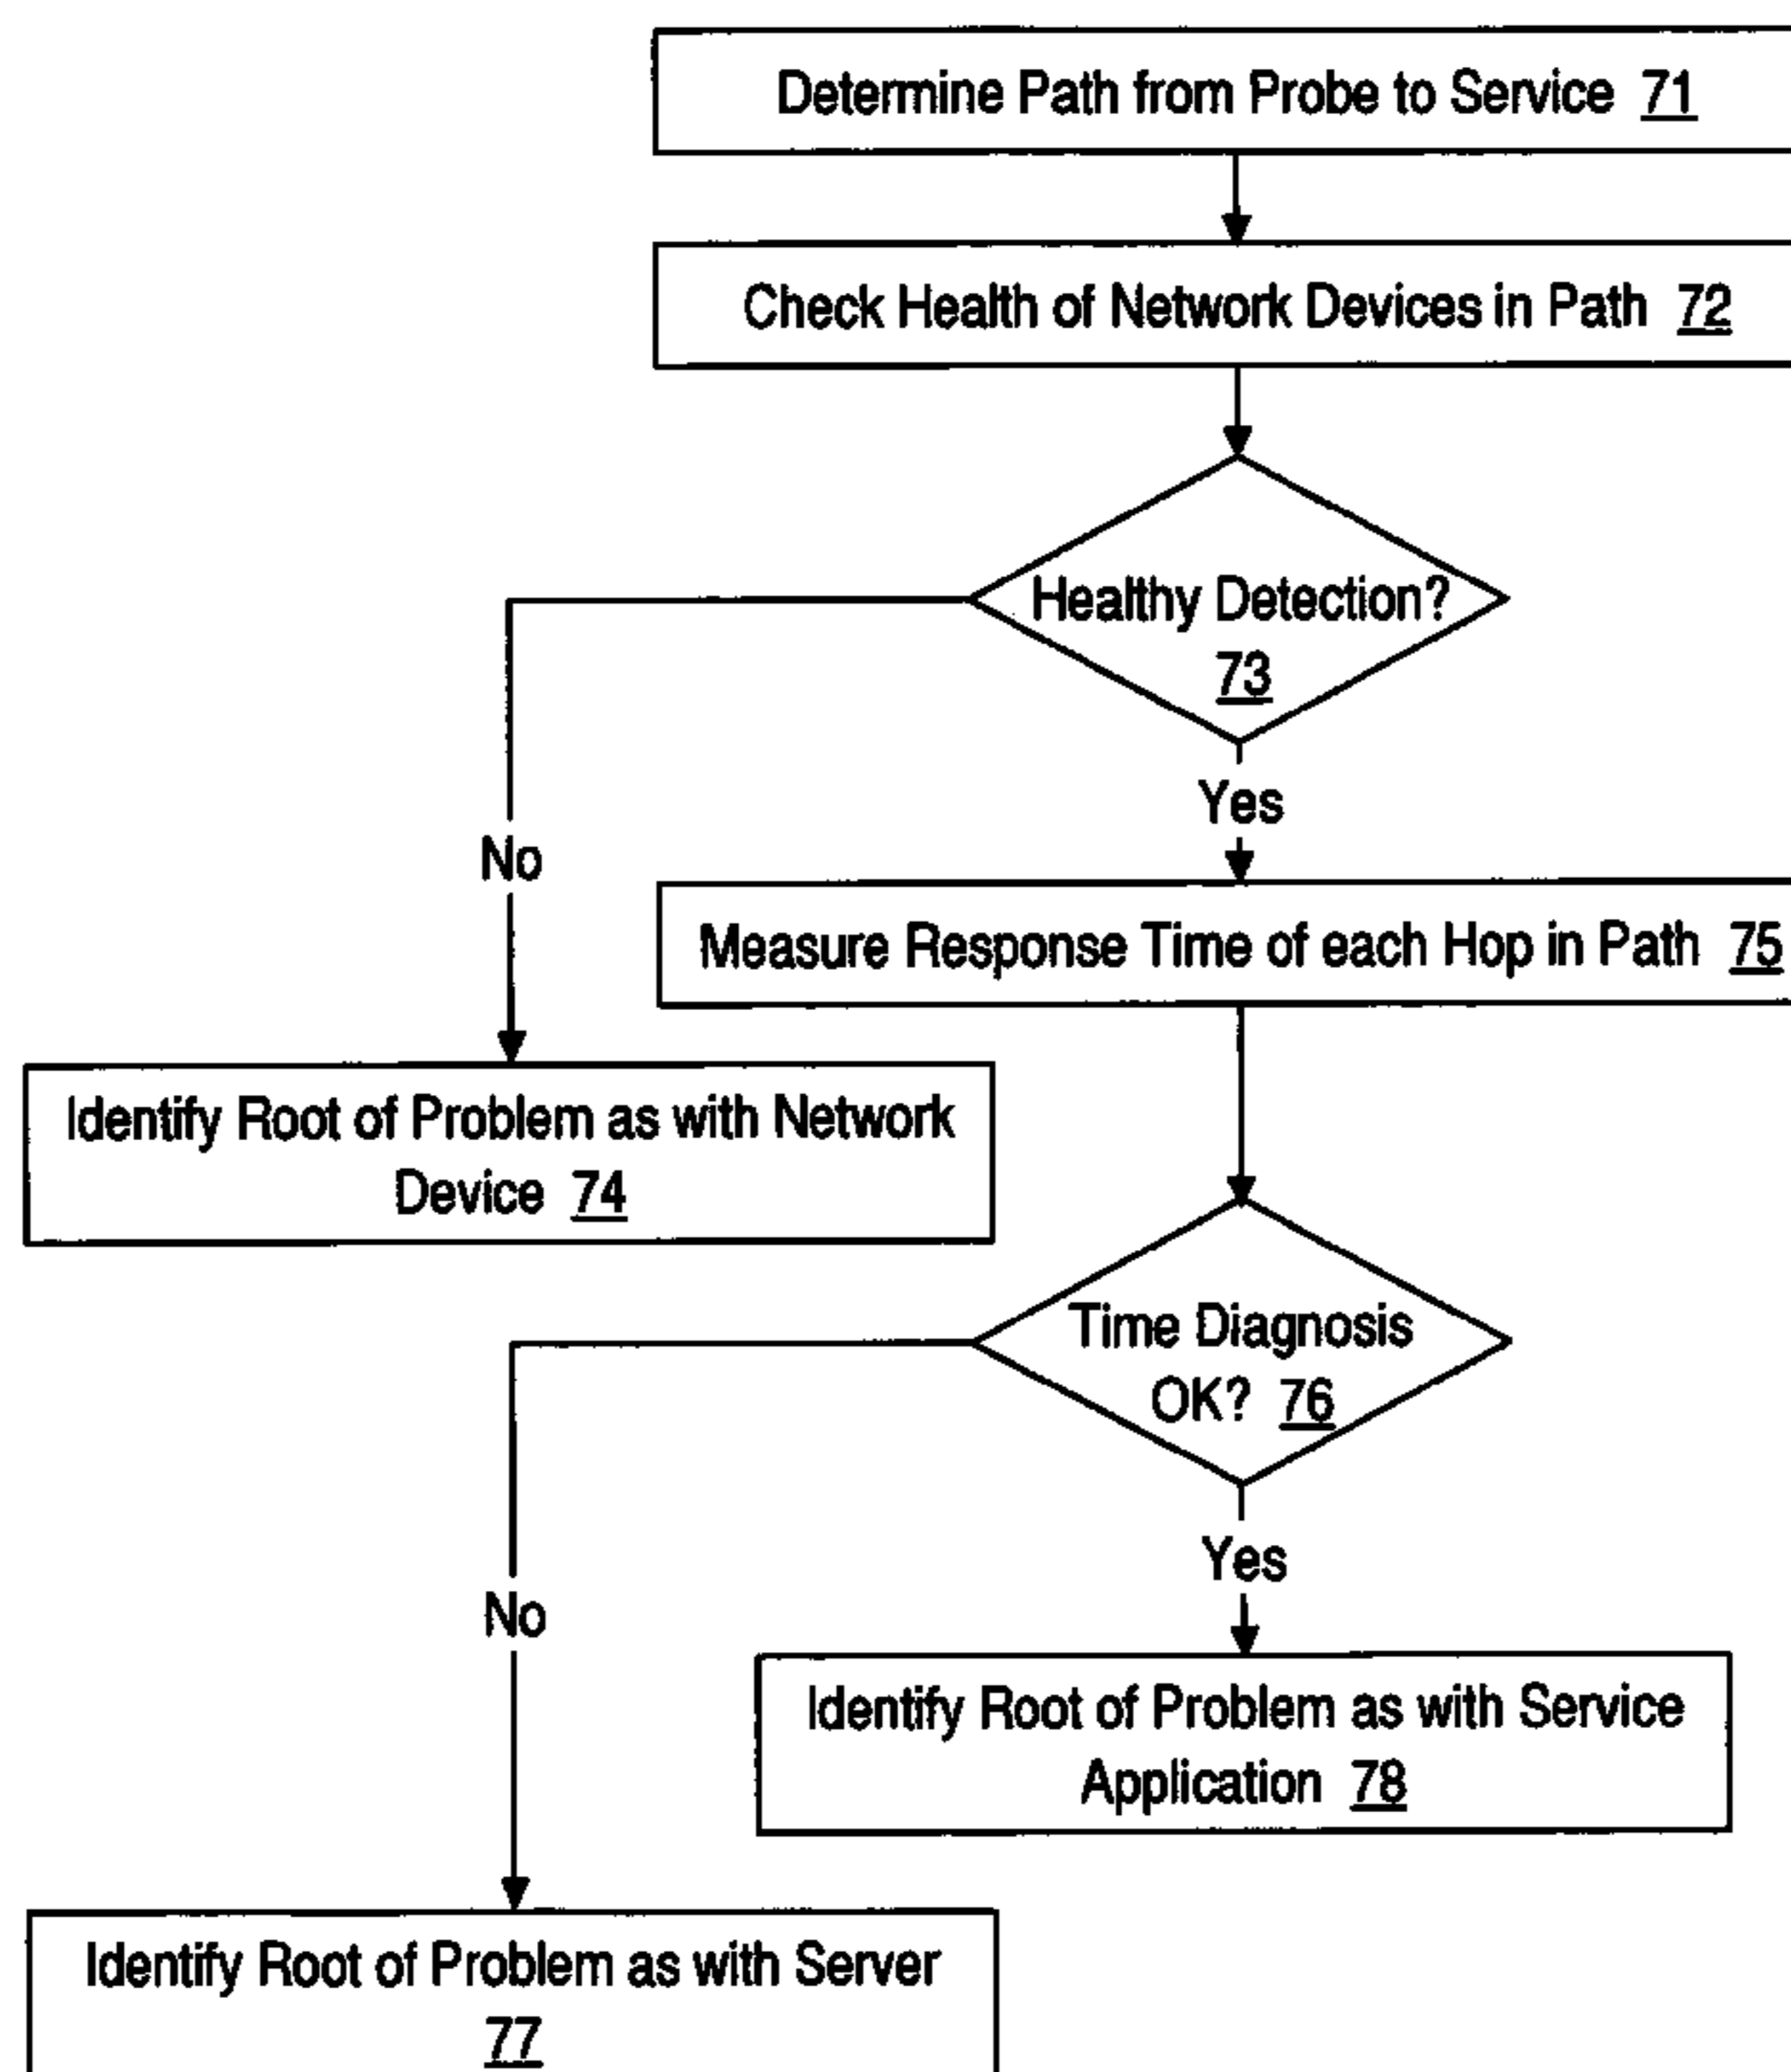 Determine Path from Probe to Service 71
Check Health of Network Devices in Path 72
Healthy Detection?
73
Yes
No
Measure Response Time of each Hop in Path 75
Identify Root of Problem as with Network
Device 74
Time Diagnosis
OK? 76
Yes
No
Identify Root of Problem as with Service
Application 78
Identify Root of Problem as with Server
77